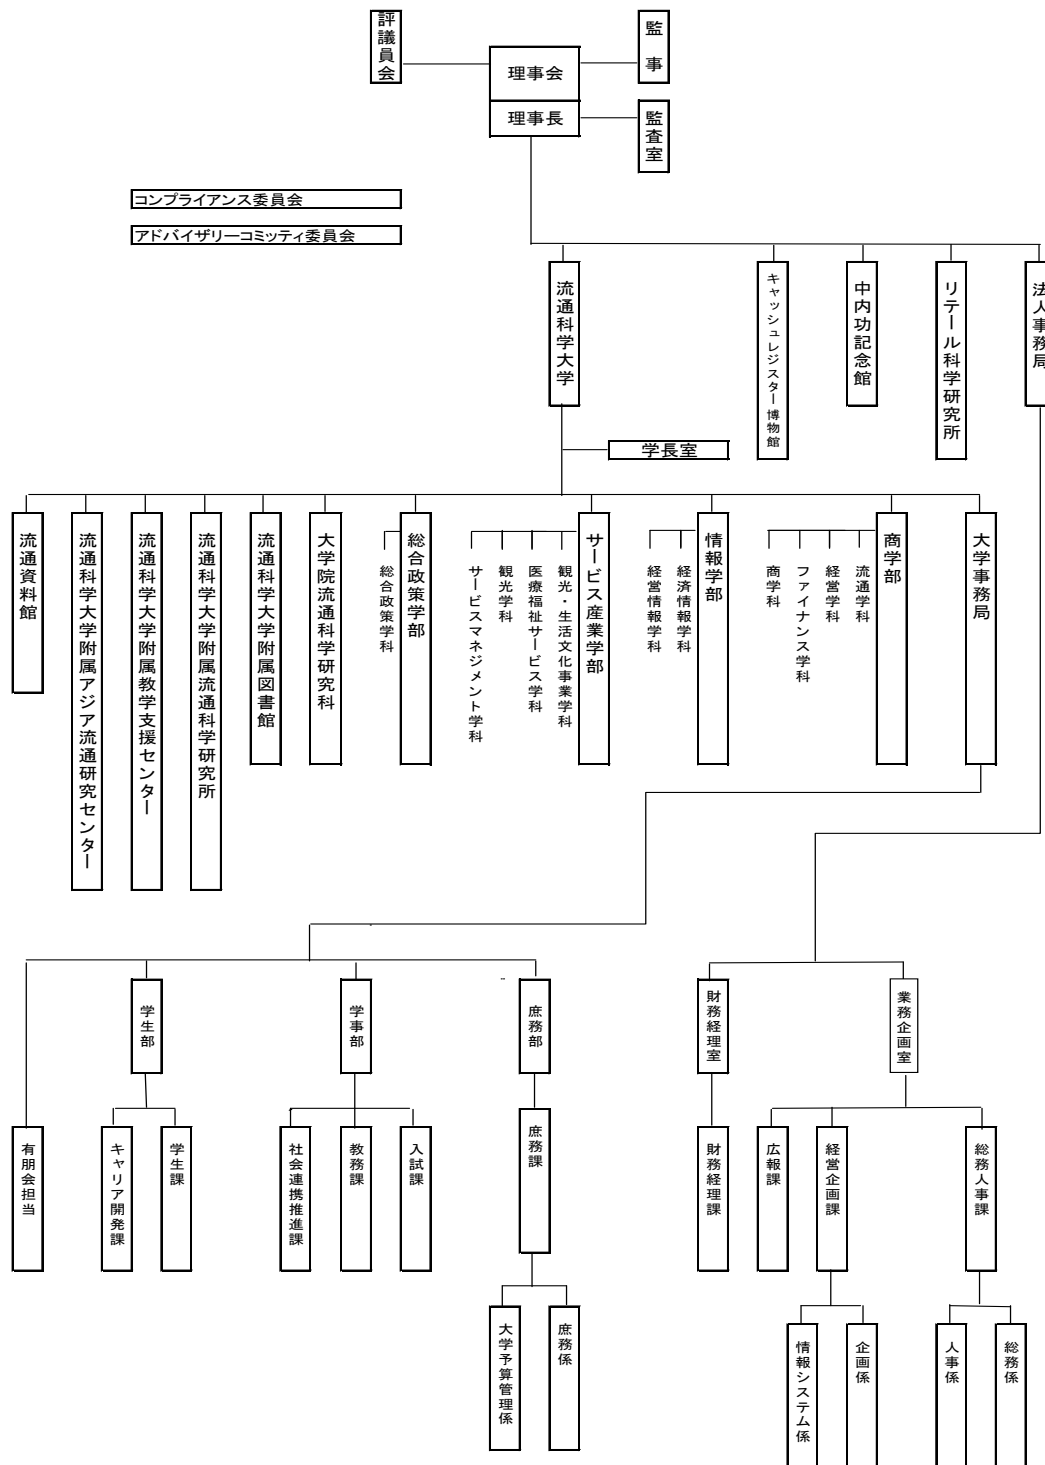 評議員会
監事
理事会
理事長
監査室
コンプライアンス委員会
アドバイザリーコミッティ委員会
流通科学大学
キャッシュレジスター博物館
中内功記念館
リテール科学研究所
法人事務局
学長室
流通資料館
流通科学大学附属アジア流通研究センター
流通科学大学附属教学支援センター
流通科学大学附属流通科学研究所
流通科学大学附属図書館
大学院流通科学研究科
総合政策学部
総合政策学科
サービス産業学部
サービスマネジメント学科
観光学科
医療福祉サービス学科
観光・生活文化事業学科
情報学部
経営情報学科
経済情報学科
商学部
商学科
ファイナンス学科
経営学科
流通学科
大学事務局
学生部
学事部
庶務部
財務経理室
業務企画室
有朋会担当
キャリア開発課
学生課
社会連携推進課
教務課
入試課
庶務課
財務経理課
広報課
経営企画課
総務人事課
大学予算管理係
庶務係
情報システム係
企画係
人事係
総務係